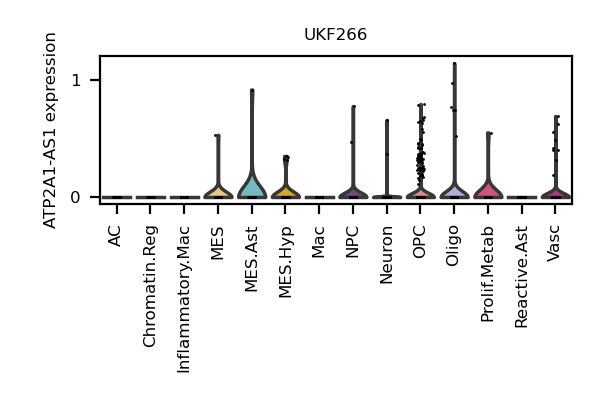 UKF266
ATP2A1-AS1 expression
1
0
AC
Chromatin.Reg
Inflammatory.Mac
MES
MES.Ast
MES.Hyp
Mac
NPC
Neuron
OPC
Oligo
Prolif.Metab
Reactive.Ast
Vasc